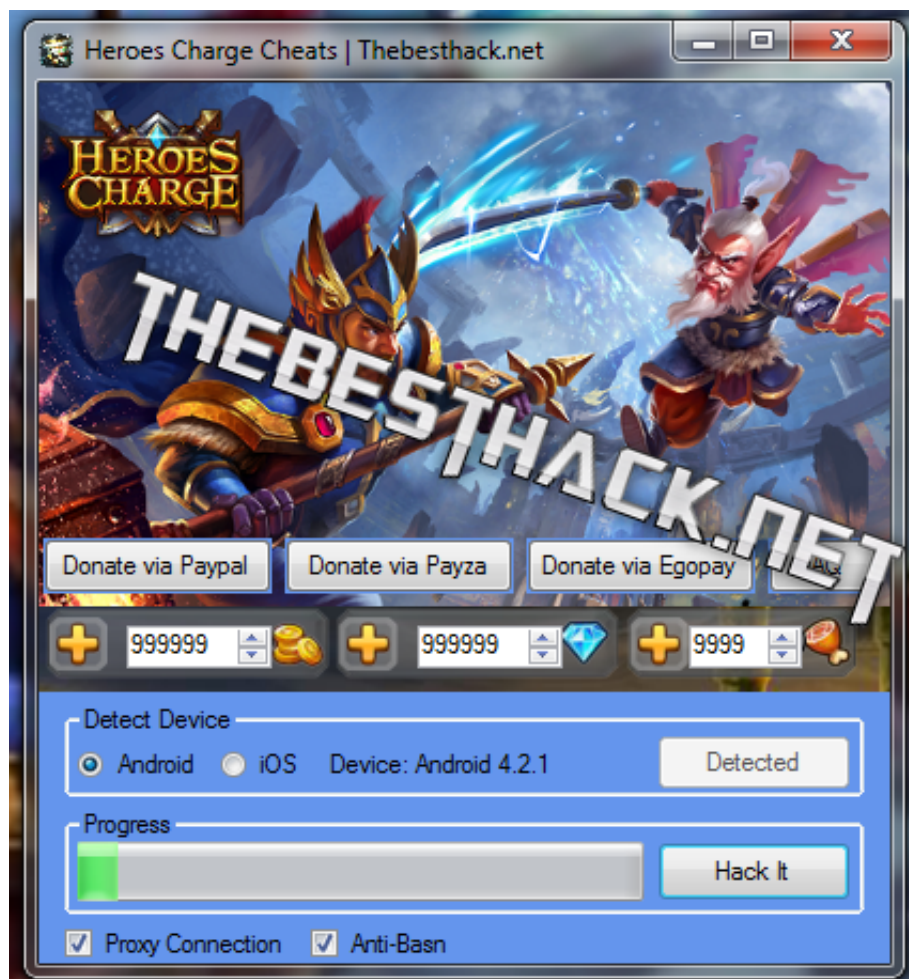 Heroes Charge Cheats | Thebesthack.net
HEROES
CHARGE
THEBESTHACK.NET
Donate via Paypal
Donate via Payza
Donate via Egopay
999999
999999
9999
Detect Device
Android
iOS
Device: Android 4.2.1
Detected
Progress
Hack It
Proxy Connection
Anti-Basn